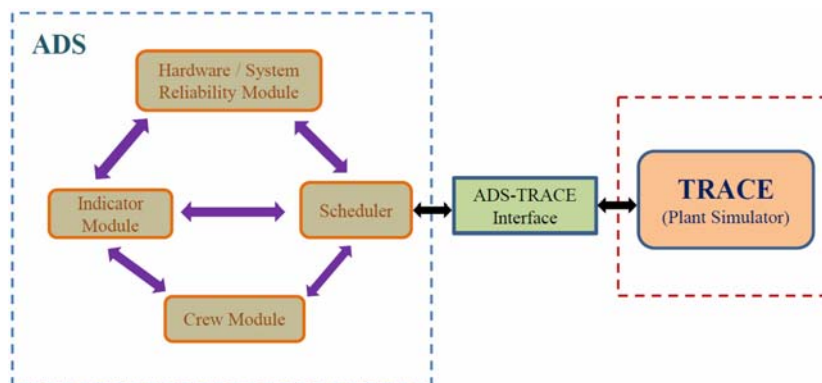 ADS
Hardware / System
Reliability Module
Indicator
Module
Scheduler
Crew Module
ADS-TRACE
Interface
TRACE
(Plant Simulator)